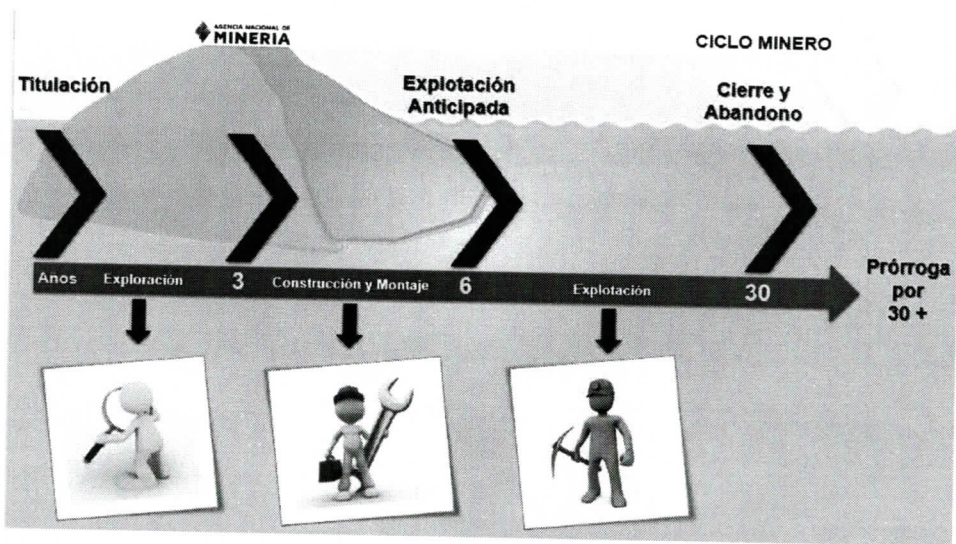 AGENCIA NACIONAL DE
MINERIA
CICLO MINERO
Titulación
Explotación
Anticipada
Cierre y
Abandono
Años
Exploración
3
Construcción y Montaje
6
Explotación
30
Prórroga
por
30 +